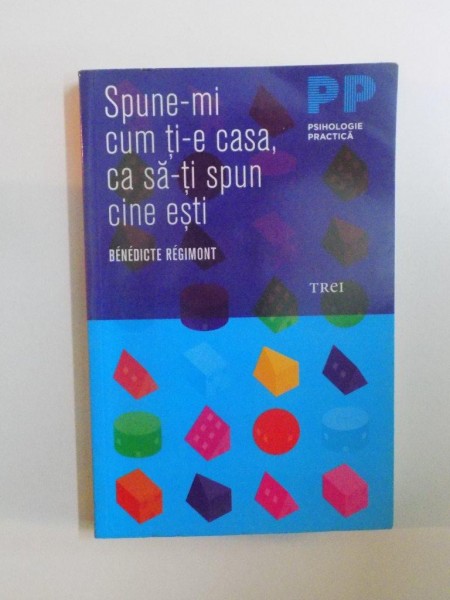 Spune-mi
cum ți-e casa,
ca să-ți spun
cine ești
BÉNÉDICTE RÉGIMONT
PP
PSIHOLOGIE
PRACTICĂ
TREI